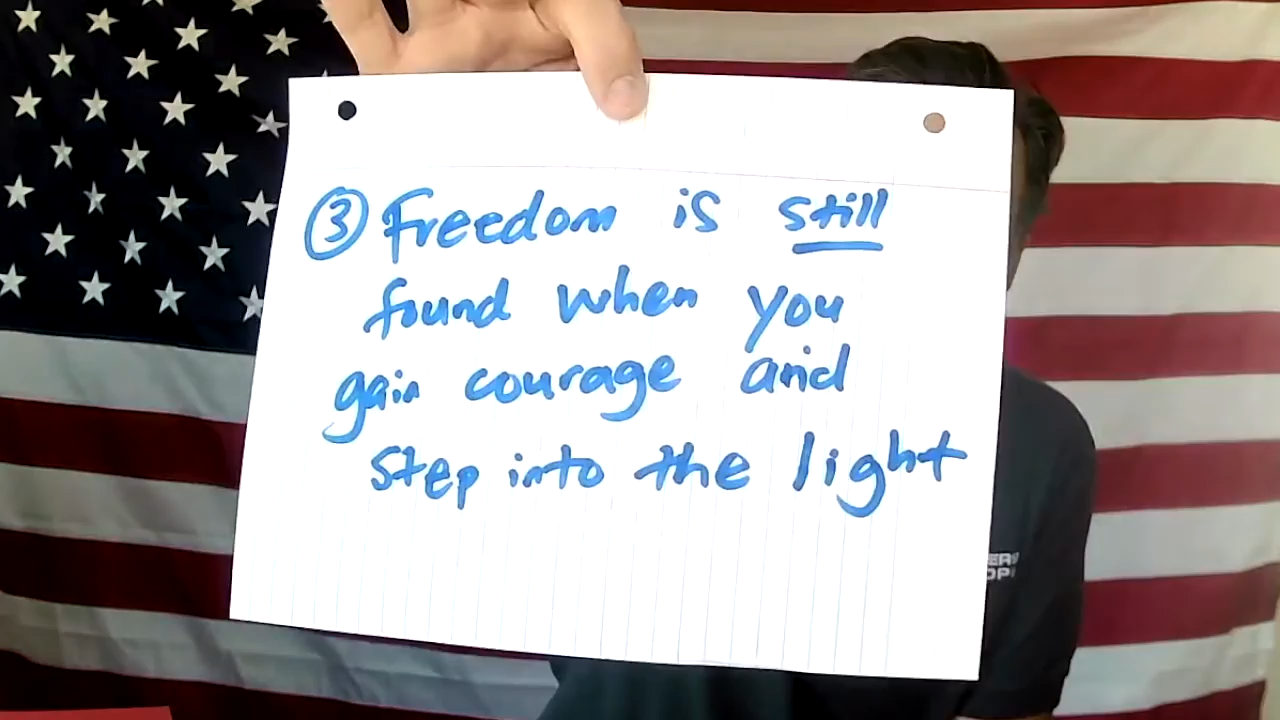 ③ Freedom is still
found when you
gain courage and
step into the light